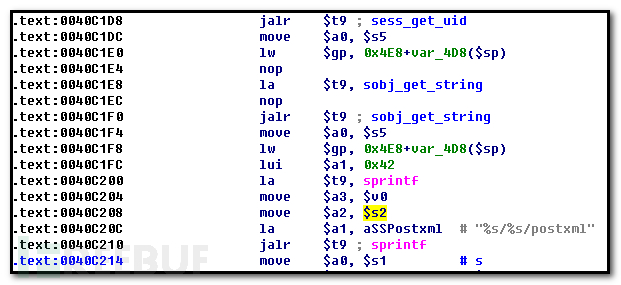 .text:0040C1D8 jalr $t9 ; sess_get_uid
.text:0040C1DC move $a0, $s5
.text:0040C1E0 lw $gp, 0x4E8+var_4D8($sp)
.text:0040C1E4 nop
.text:0040C1E8 la $t9, sobj_get_string
.text:0040C1EC nop
.text:0040C1F0 jalr $t9 ; sobj_get_string
.text:0040C1F4 move $a0, $s5
.text:0040C1F8 lw $gp, 0x4E8+var_4D8($sp)
.text:0040C1FC lui $a1, 0x42
.text:0040C200 la $t9, sprintf
.text:0040C204 move $a3, $v0
.text:0040C208 move $a2, $s2
.text:0040C20C la $a1, aSSPostxml # "%s/%s/postxml"
.text:0040C210 jalr $t9 ; sprintf
.text:0040C214 move $a0, $s1 # s